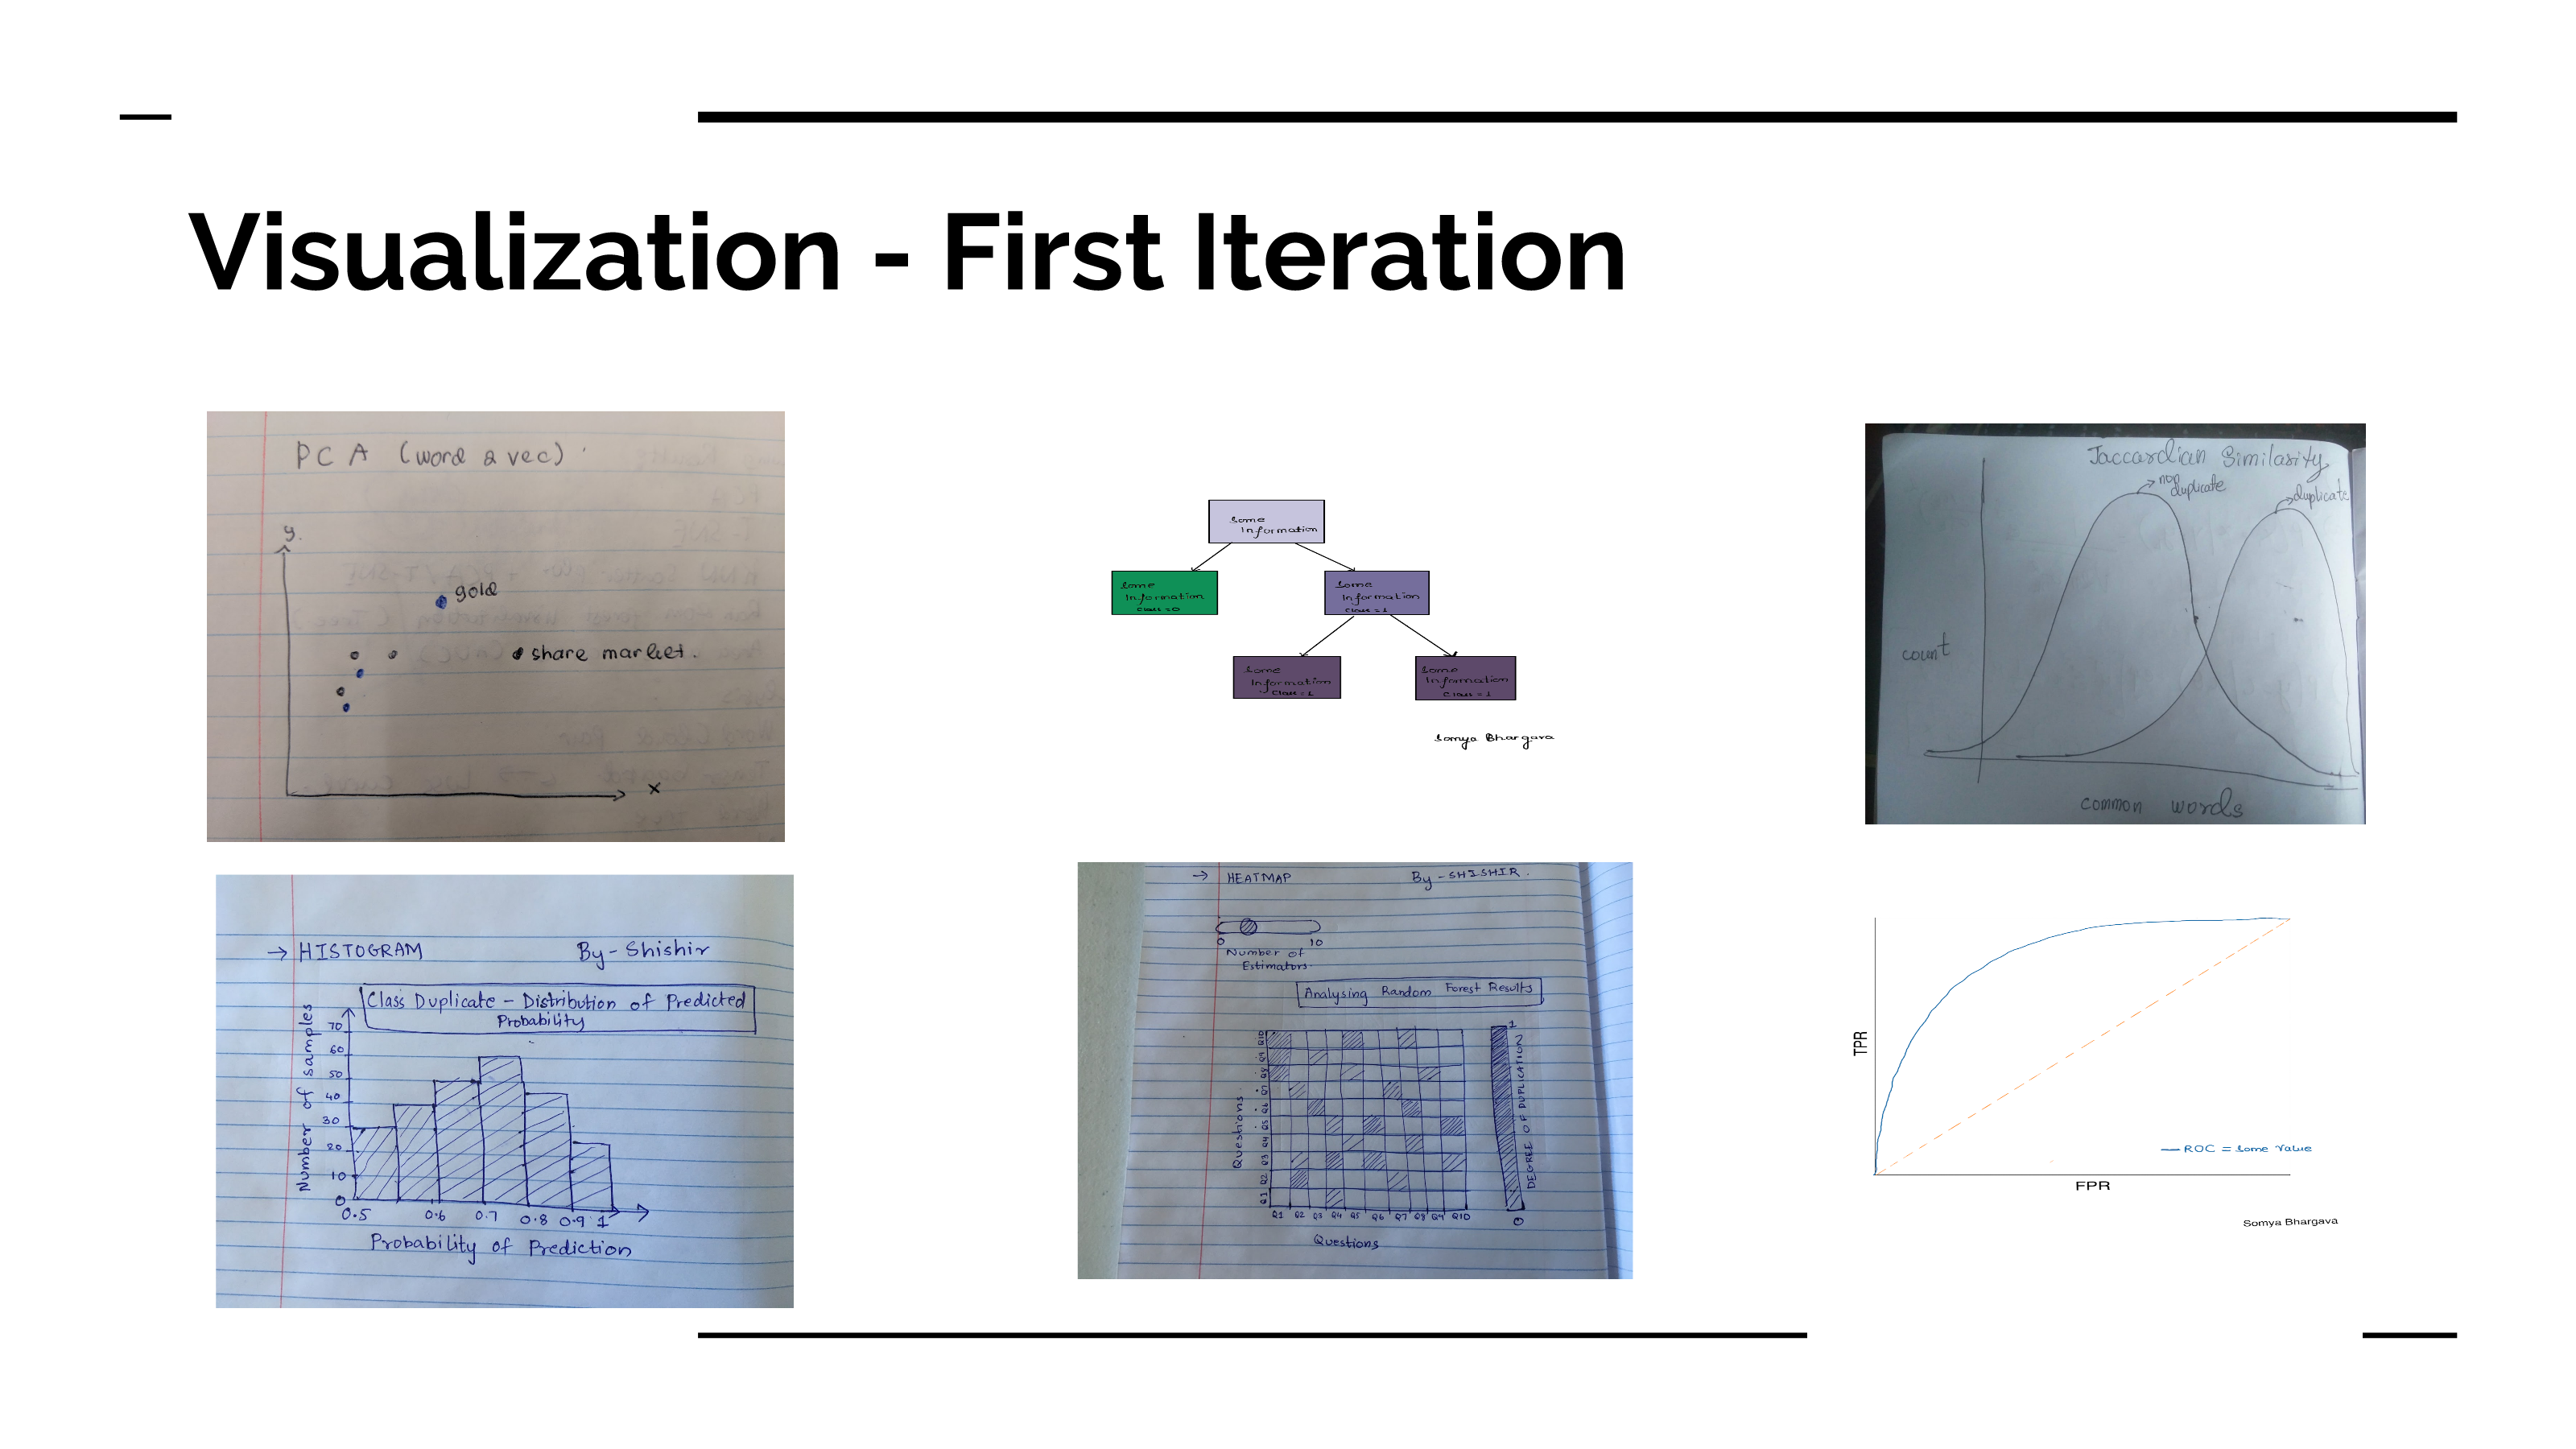 Visualization - First Iteration
PCA (word 2 vec)
y
gold
share market.
x
Some
Information
Some
Information
Class = 0
Some
Information
Class = 1
Some
Information
Class = 1
Some
Information
Class = 1
Somya Bhargava
Jaccardian Similarity
non duplicate
duplicate
count
common words
→ HISTOGRAM By - Shishir
Class Duplicate - Distribution of Predicted
Probability
Number of samples
70
60
50
40
30
20
10
0
0.5 0.6 0.7 0.8 0.9 1
Probability of Prediction
→ HEATMAP By - SHISHIR.
0 10
Number of
Estimators
Analysing Random Forest Results
Questions
Q10
Q9
Q8
Q7
Q6
Q5
Q4
Q3
Q2
Q1
Q1 Q2 Q3 Q4 Q5 Q6 Q7 Q8 Q9 Q10
Questions
1
DEGREE OF DUPLICATION
0
TPR
ROC = Some Value
FPR
Somya Bhargava